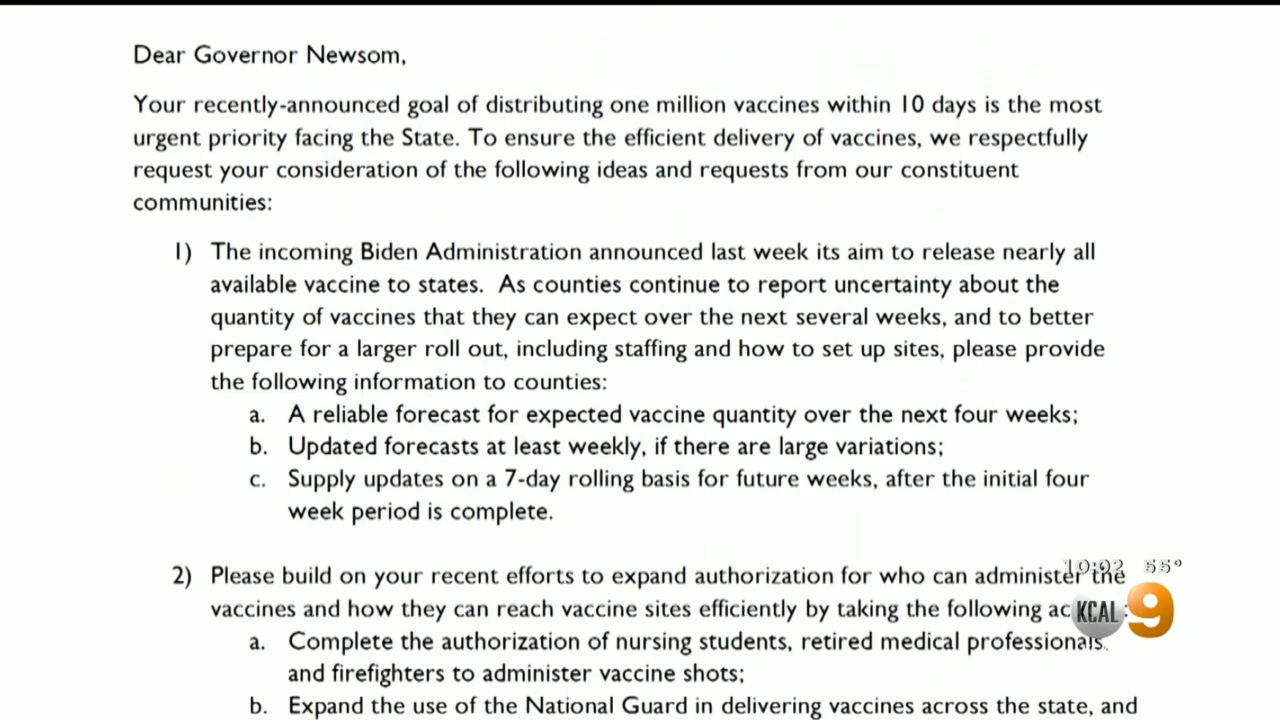 Dear Governor Newsom,
Your recently-announced goal of distributing one million vaccines within 10 days is the most
urgent priority facing the State. To ensure the efficient delivery of vaccines, we respectfully
request your consideration of the following ideas and requests from our constituent
communities:
1) The incoming Biden Administration announced last week its aim to release nearly all
available vaccine to states. As counties continue to report uncertainty about the
quantity of vaccines that they can expect over the next several weeks, and to better
prepare for a larger roll out, including staffing and how to set up sites, please provide
the following information to counties:
a. A reliable forecast for expected vaccine quantity over the next four weeks;
b. Updated forecasts at least weekly, if there are large variations;
c. Supply updates on a 7-day rolling basis for future weeks, after the initial four
week period is complete.
2) Please build on your recent efforts to expand authorization for who can administer the
vaccines and how they can reach vaccine sites efficiently by taking the following ac :
a. Complete the authorization of nursing students, retired medical professionals
and firefighters to administer vaccine shots;
b. Expand the use of the National Guard in delivering vaccines across the state, and
10:02 55°
KCAL 9